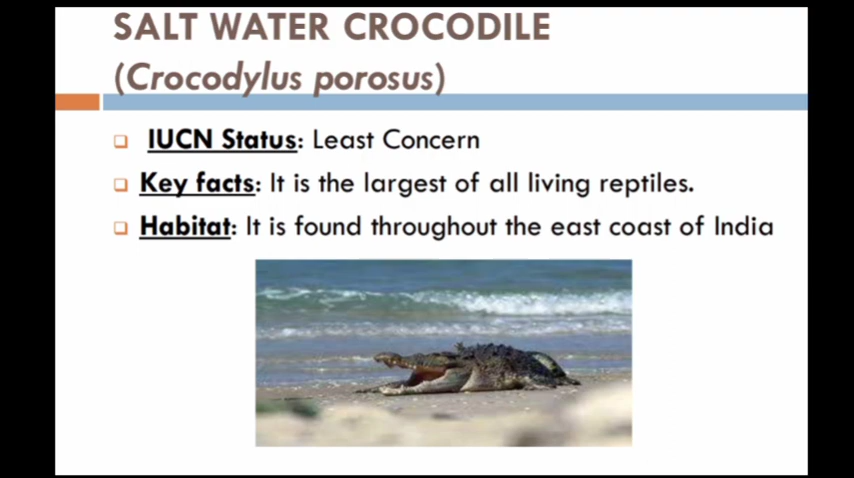 SALT WATER CROCODILE
(Crocodylus porosus)
IUCN Status: Least Concern
Key facts: It is the largest of all living reptiles.
Habitat: It is found throughout the east coast of India